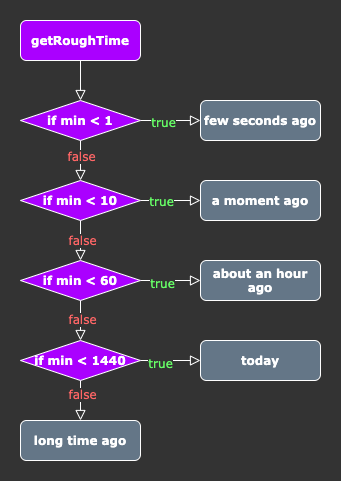 getRoughTime
if min < 1
true
few seconds ago
false
if min < 10
true
a moment ago
false
if min < 60
true
about an hour
ago
false
if min < 1440
true
today
false
long time ago